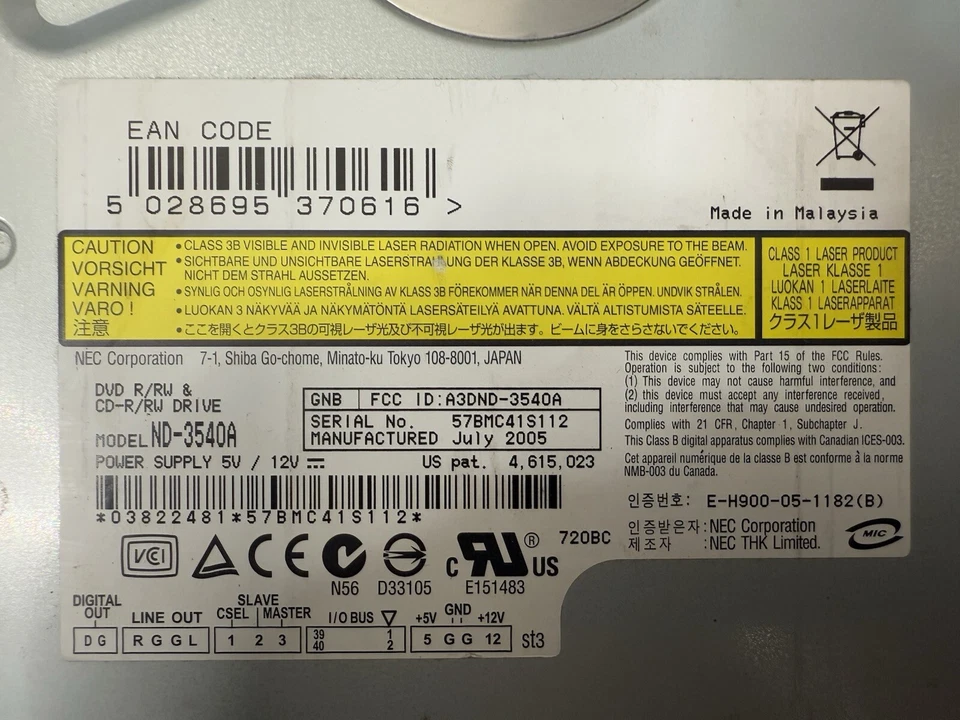 EAN CODE
5 028695 370616 >
Made in Malaysia
CAUTION • CLASS 3B VISIBLE AND INVISIBLE LASER RADIATION WHEN OPEN. AVOID EXPOSURE TO THE BEAM.
VORSICHT • SICHTBARE UND UNSICHTBARE LASERSTRAHLUNG DER KLASSE 3B, WENN ABDECKUNG GEÖFFNET.
NICHT DEM STRAHL AUSSETZEN.
VARNING • SYNLIG OCH OSYNLIG LASERSTRÅLNING AV KLASS 3B FÖREKOMMER NÄR DENNA DEL ÄR ÖPPEN. UNDVIK STRÅLEN.
VARO! • LUOKAN 3 NÄKYVÄÄ JA NÄKYMÄTÖNTÄ LASERSÄTEILYÄ AVATTUNA. VÄLTÄ ALTISTUMISTA SÄTEELLE.
注意 • ここを開くとクラス3Bの可視レーザ光及び不可視レーザ光が出ます。ビームに身をさらさないでください。
CLASS 1 LASER PRODUCT
LASER KLASSE 1
LUOKAN 1 LASERLAITE
KLASS 1 LASERAPPARAT
クラス1レーザ製品
NEC Corporation 7-1, Shiba Go-chome, Minato-ku Tokyo 108-8001, JAPAN
DVD R/RW &
CD-R/RW DRIVE
MODEL ND-3540A
POWER SUPPLY 5V / 12V ⎓
GNB FCC ID:A3DND-3540A
SERIAL No. 57BMC41S112
MANUFACTURED July 2005
US pat. 4,615,023
*03822481*57BMC41S112*
This device complies with Part 15 of the FCC Rules.
Operation is subject to the following two conditions:
(1) This device may not cause harmful interference, and
(2) this device must accept any interference received,
including interference that may cause undesired operation.
Complies with 21 CFR, Chapter 1, Subchapter J.
This Class B digital apparatus complies with Canadian ICES-003.
Cet appareil numérique de la classe B est conforme à la norme
NMB-003 du Canada.
인증번호: E-H900-05-1182(B)
인증받은자:NEC Corporation
제조자 :NEC THK Limited.
MIC
VCI
CE
N56
D33105
c RU ® US
E151483
720BC
DIGITAL
OUT
DG
LINE OUT
R G G L
SLAVE
CSEL | MASTER
1 2 3
I/O BUS ▽
39 1
40 2
GND
+5V +12V
5 G G 12
st3